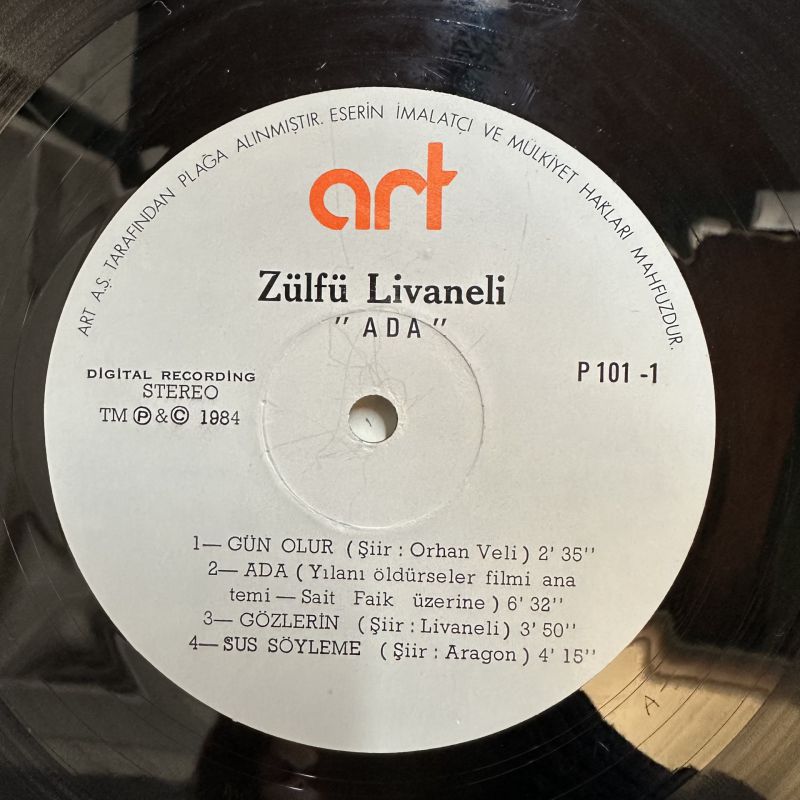 ART A.Ş. TARAFINDAN PLAĞA ALINMIŞTIR. ESERİN İMALATÇI VE MÜLKİYET HAKLARI MAHFUZDUR.
art
Zülfü Livaneli
"ADA"
DİGİTAL RECORDİNG
STEREO
TM Ⓟ&© 1984
P 101 -1
1— GÜN OLUR (Şiir : Orhan Veli) 2' 35''
2— ADA (Yılanı öldürseler filmi ana
temi — Sait Faik üzerine) 6' 32''
3— GÖZLERİN (Şiir : Livaneli) 3' 50''
4— SUS SÖYLEME (Şiir : Aragon) 4' 15''